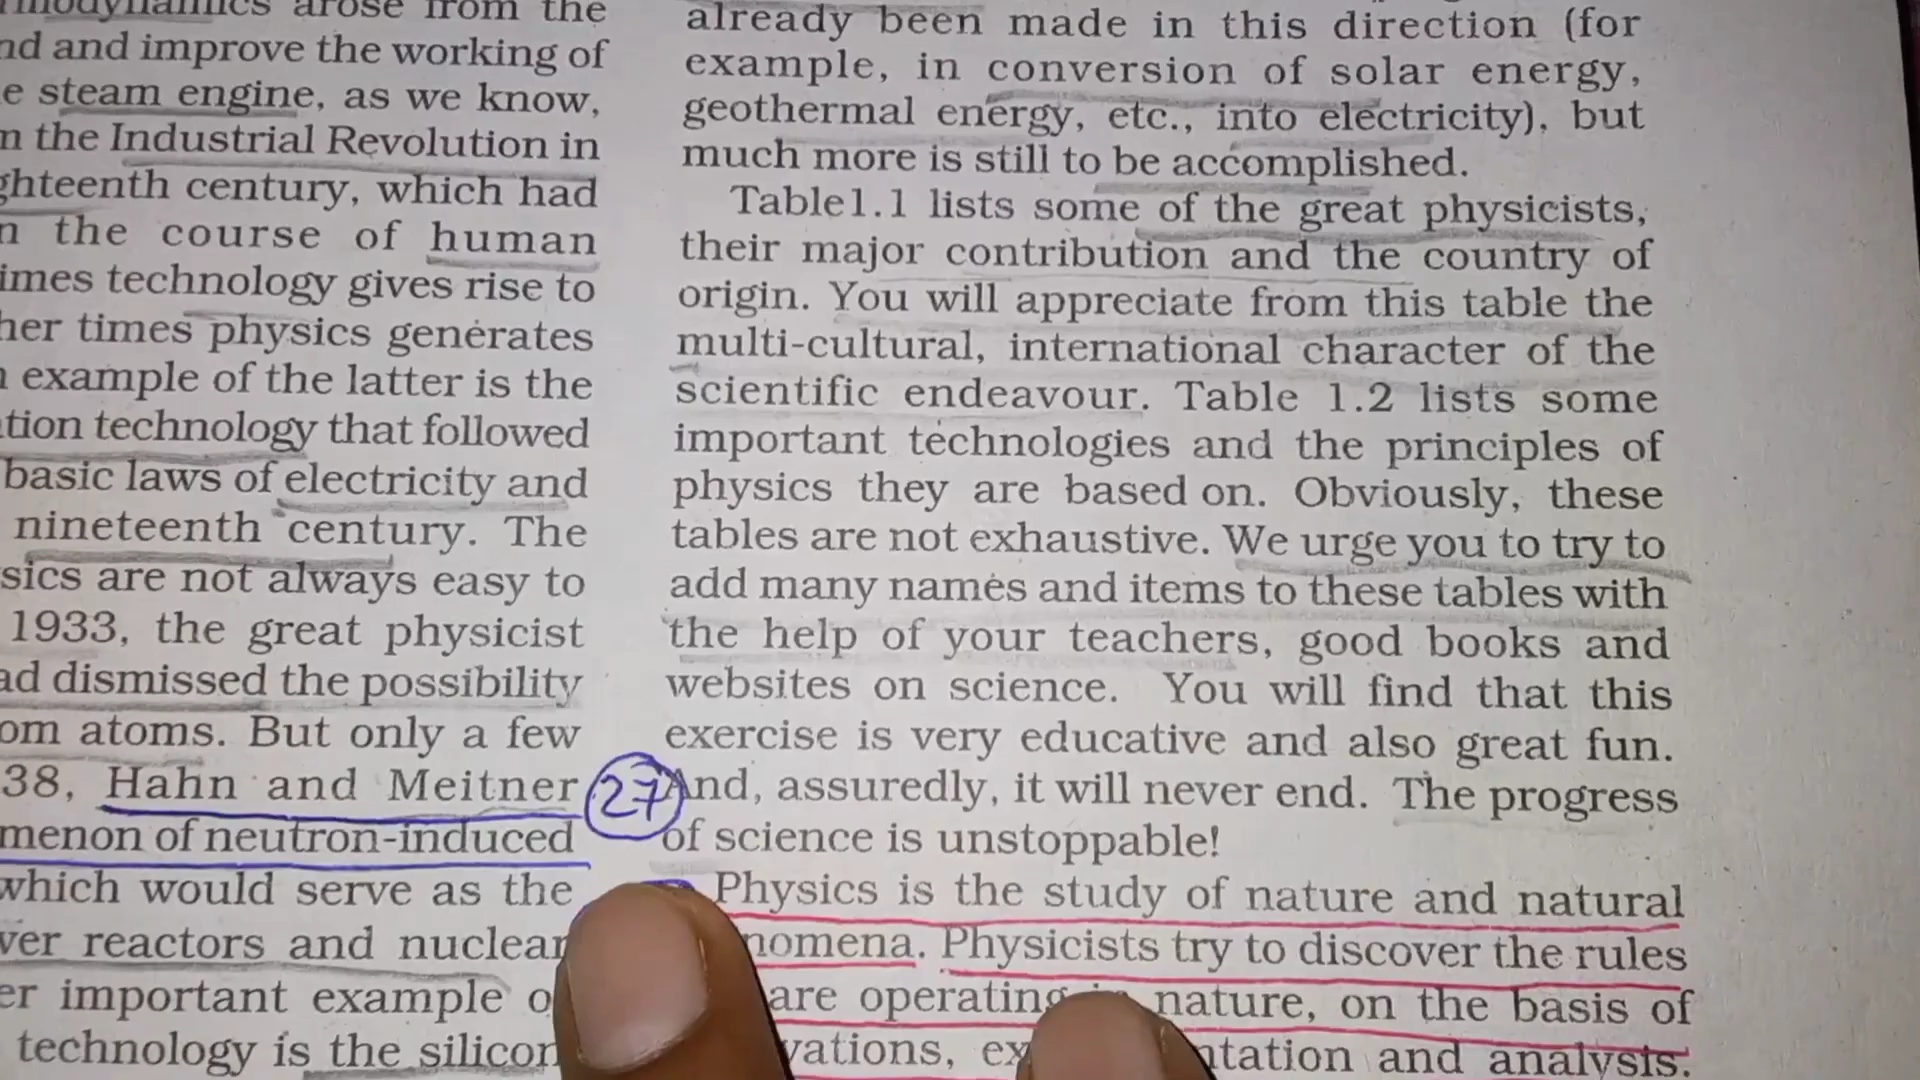 arose from the
and improve the working of
steam engine, as we know,
the Industrial Revolution in
century, which had
the course of human
technology gives rise to
times physics generates
example of the latter is the
technology that followed
basic laws of electricity and
nineteenth century. The
are not always easy to
1933, the great physicist
dismissed the possibility
atoms. But only a few
38, Hahn and Meitner
of neutron-induced
which would serve as the
reactors and nuclear
important example
technology is the silicon
27
already been made in this direction (for
example, in conversion of solar energy,
geothermal energy, etc., into electricity), but
much more is still to be accomplished.
Table1.1 lists some of the great physicists,
their major contribution and the country of
origin. You will appreciate from this table the
multi-cultural, international character of the
scientific endeavour. Table 1.2 lists some
important technologies and the principles of
physics they are based on. Obviously, these
tables are not exhaustive. We urge you to try to
add many names and items to these tables with
the help of your teachers, good books and
websites on science. You will find that this
exercise is very educative and also great fun.
And, assuredly, it will never end. The progress
of science is unstoppable!
Physics is the study of nature and natural
nomena. Physicists try to discover the rules
are operating nature, on the basis of
vations, ntation and analysis.